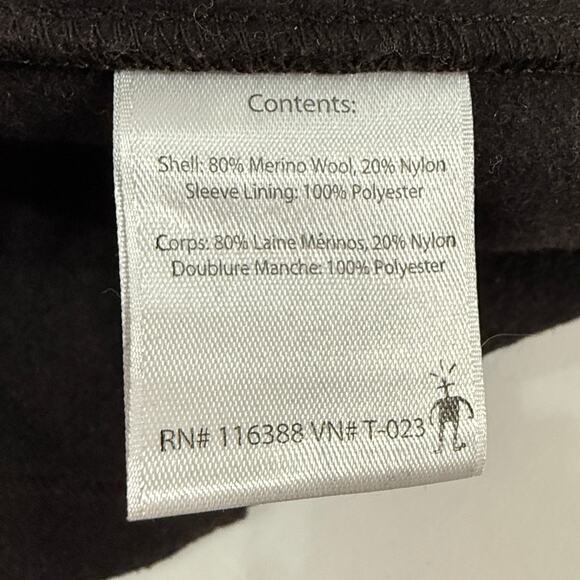 Contents:
Shell: 80% Merino Wool, 20% Nylon
Sleeve Lining: 100% Polyester
Corps: 80% Laine Mérinos, 20% Nylon
Doublure Manche: 100% Polyester
RN# 116388 VN# T-023